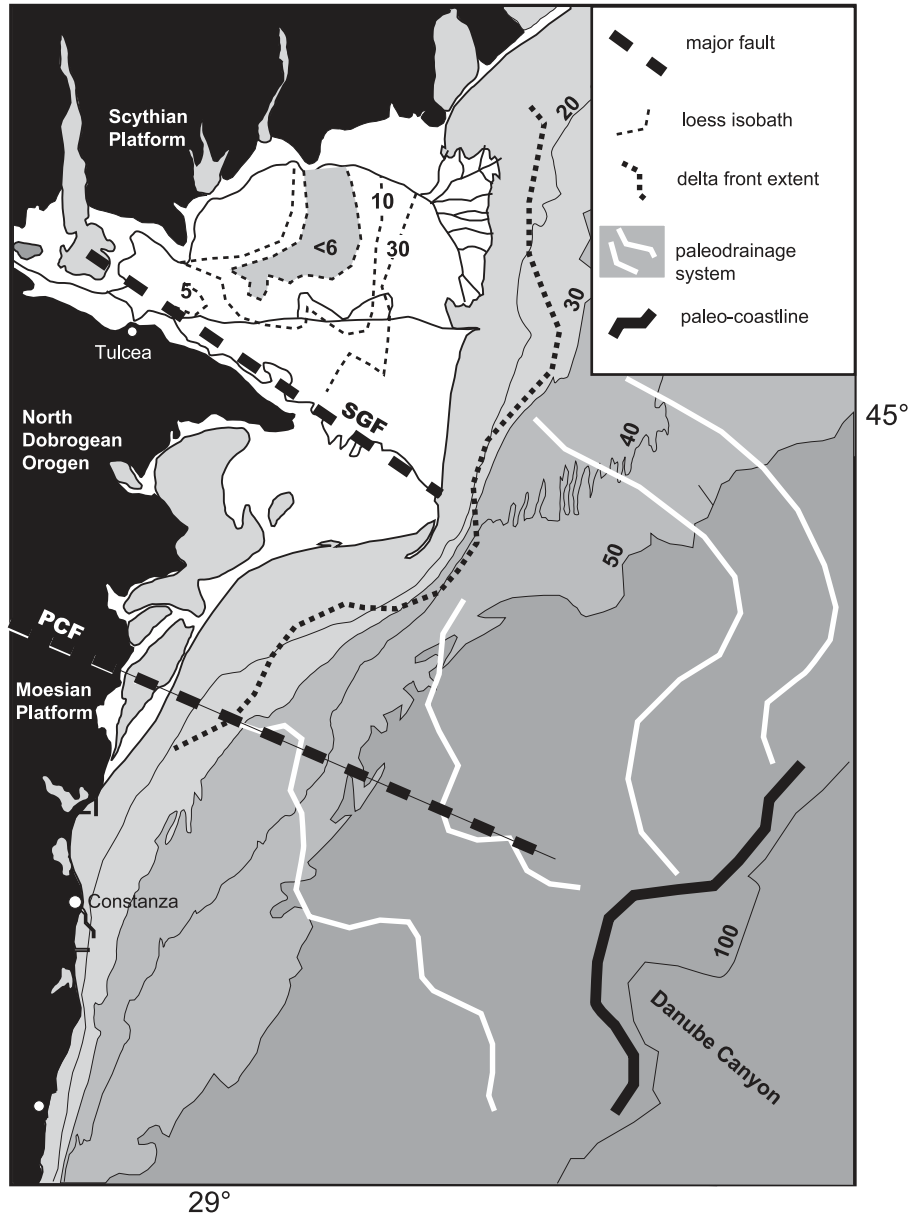 major fault
loess isobath
delta front extent
paleodrainage
system
paleo-coastline
20
Scythian
Platform
10
<6
30
5
30
Tulcea
SGF
45°
North
Dobrogean
Orogen
40
50
PCF
Moesian
Platform
Constanza
100
Danube Canyon
29°